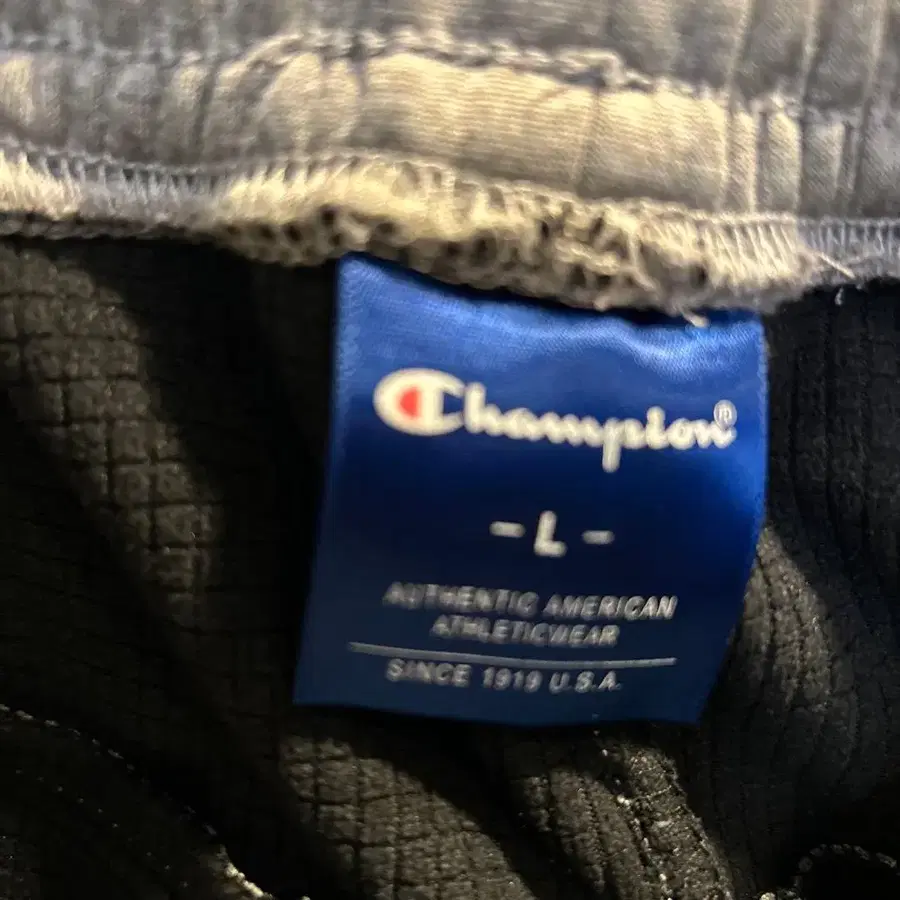 Champion®
- L -
AUTHENTIC AMERICAN
ATHLETICWEAR
SINCE 1919 U.S.A.